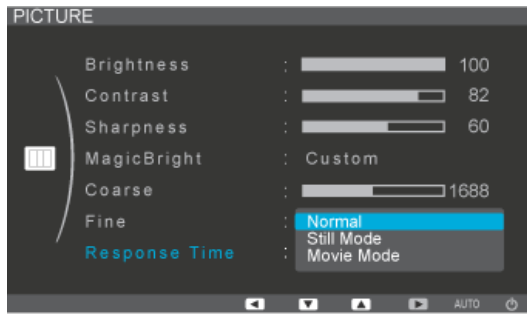 PICTURE
Brightness : 100
Contrast : 82
Sharpness : 60
MagicBright : Custom
Coarse : 1688
Fine : Normal
Still Mode
Response Time : Movie Mode
AUTO